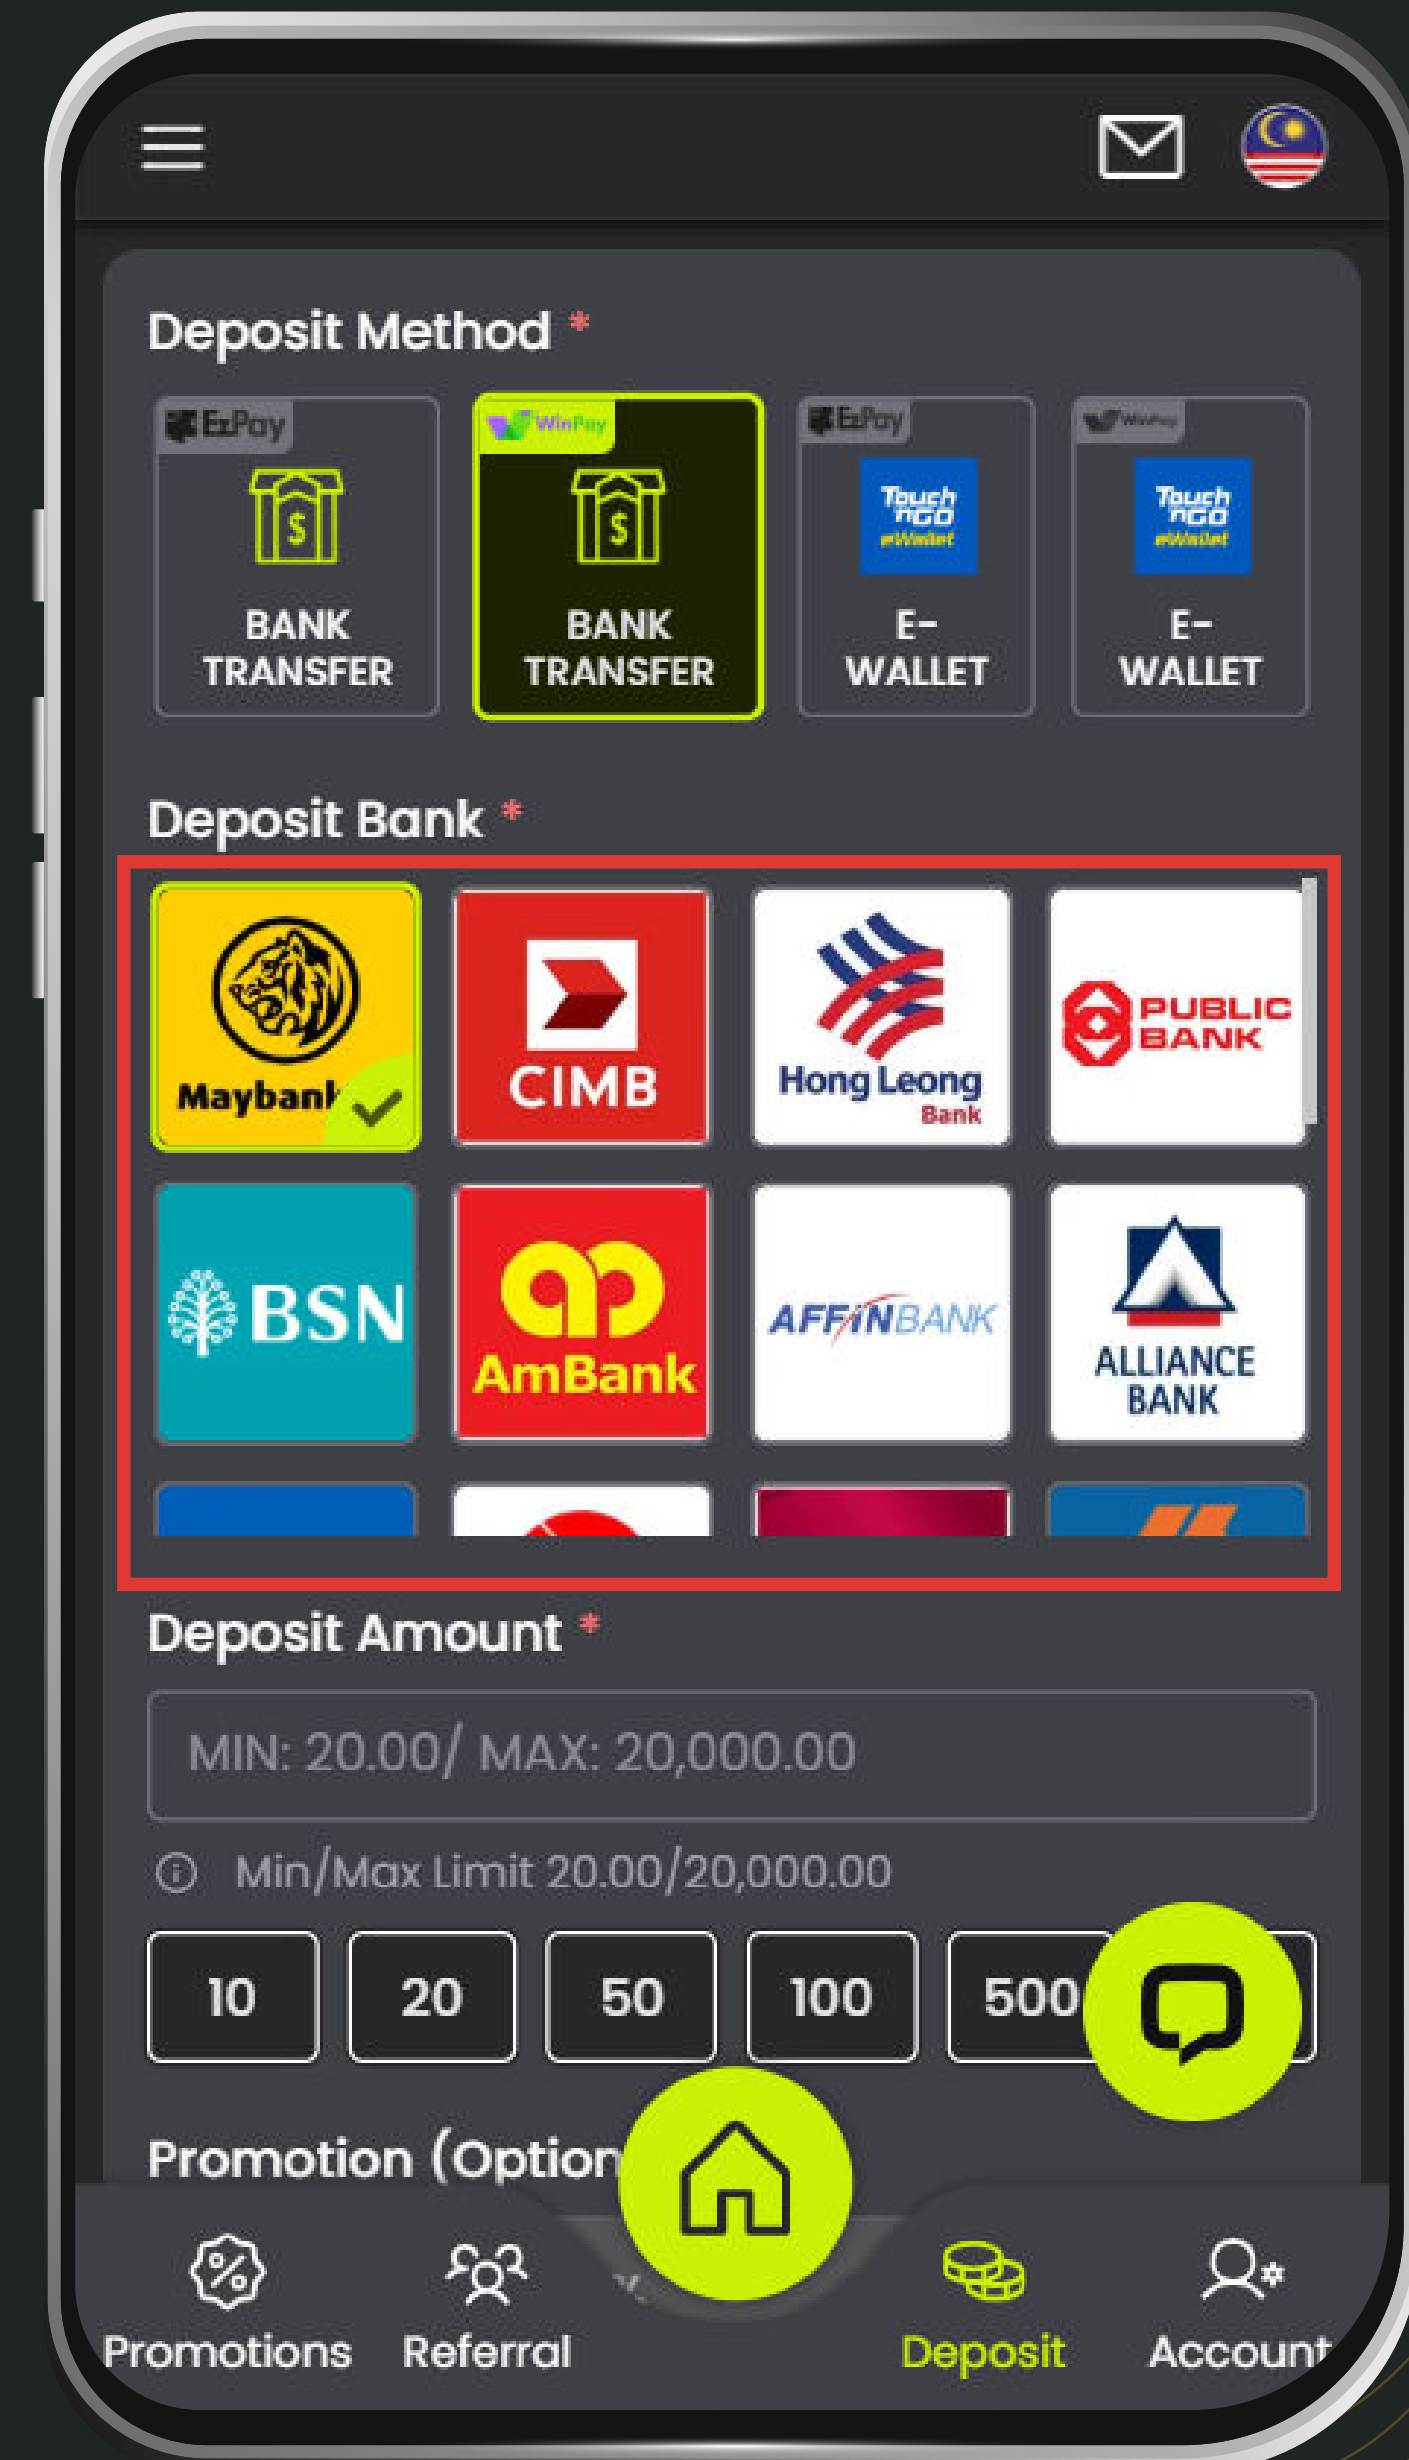 Deposit Method *
EzPay
WinPay
EzPay
WinPay
$
$
Touch
'nGO
eWallet
Touch
'nGO
eWallet
BANK
TRANSFER
BANK
TRANSFER
E-
WALLET
E-
WALLET
Deposit Bank *
Maybank
CIMB
Hong Leong
Bank
PUBLIC
BANK
BSN
AmBank
AFFINBANK
ALLIANCE
BANK
Deposit Amount *
MIN: 20.00/ MAX: 20,000.00
Min/Max Limit 20.00/20,000.00
10
20
50
100
500
Promotion (Option
Promotions
Referral
Deposit
Account